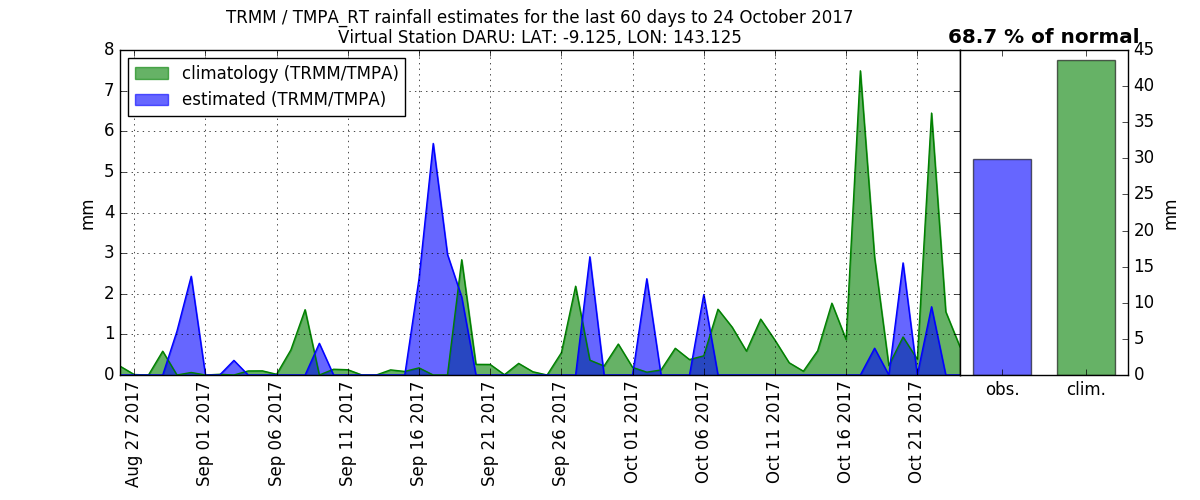 TRMM / TMPA_RT rainfall estimates for the last 60 days to 24 October 2017
Virtual Station DARU: LAT: -9.125, LON: 143.125
68.7 % of normal
climatology (TRMM/TMPA)
estimated (TRMM/TMPA)
mm
8
7
6
5
4
3
2
1
0
Aug 27 2017
Sep 01 2017
Sep 06 2017
Sep 11 2017
Sep 16 2017
Sep 21 2017
Sep 26 2017
Oct 01 2017
Oct 06 2017
Oct 11 2017
Oct 16 2017
Oct 21 2017
obs.
clim.
45
40
35
30
25
20
15
10
5
0
mm